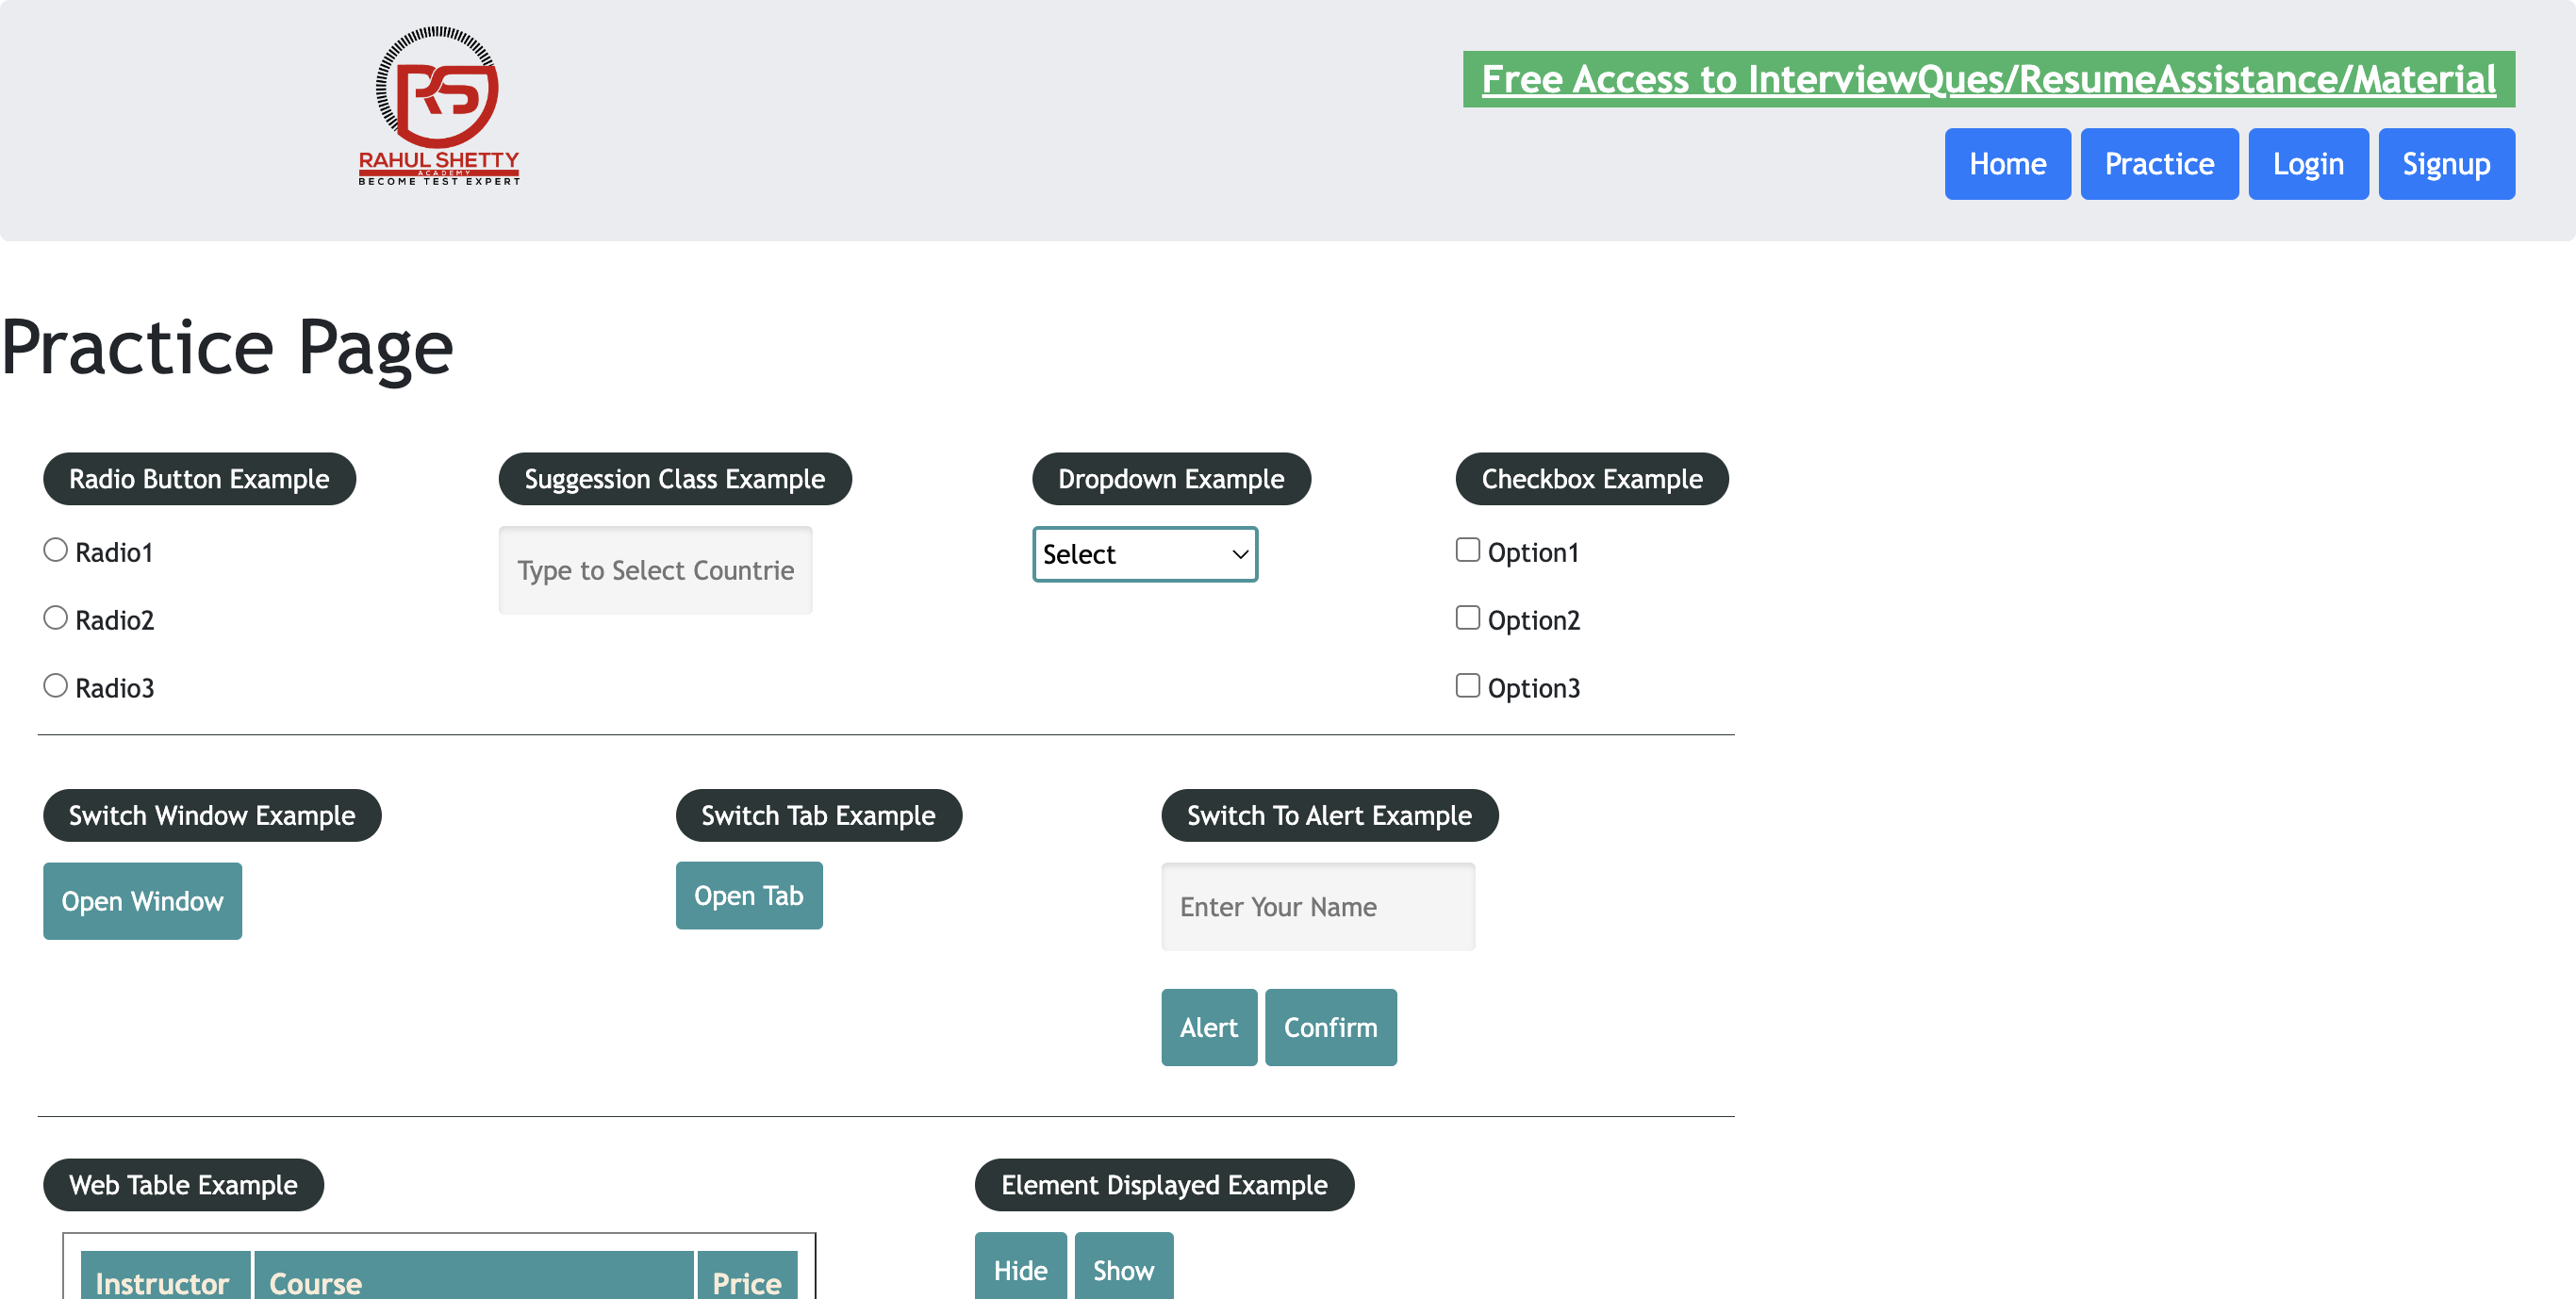 RS
RAHUL SHETTY
ACADEMY
BECOME TEST EXPERT
Free Access to InterviewQues/ResumeAssistance/Material
Home Practice Login Signup
Practice Page
Radio Button Example
Radio1
Radio2
Radio3
Suggession Class Example
Type to Select Countrie
Dropdown Example
Select
Checkbox Example
Option1
Option2
Option3
Switch Window Example
Open Window
Switch Tab Example
Open Tab
Switch To Alert Example
Enter Your Name
Alert Confirm
Web Table Example
Instructor Course Price
Element Displayed Example
Hide Show